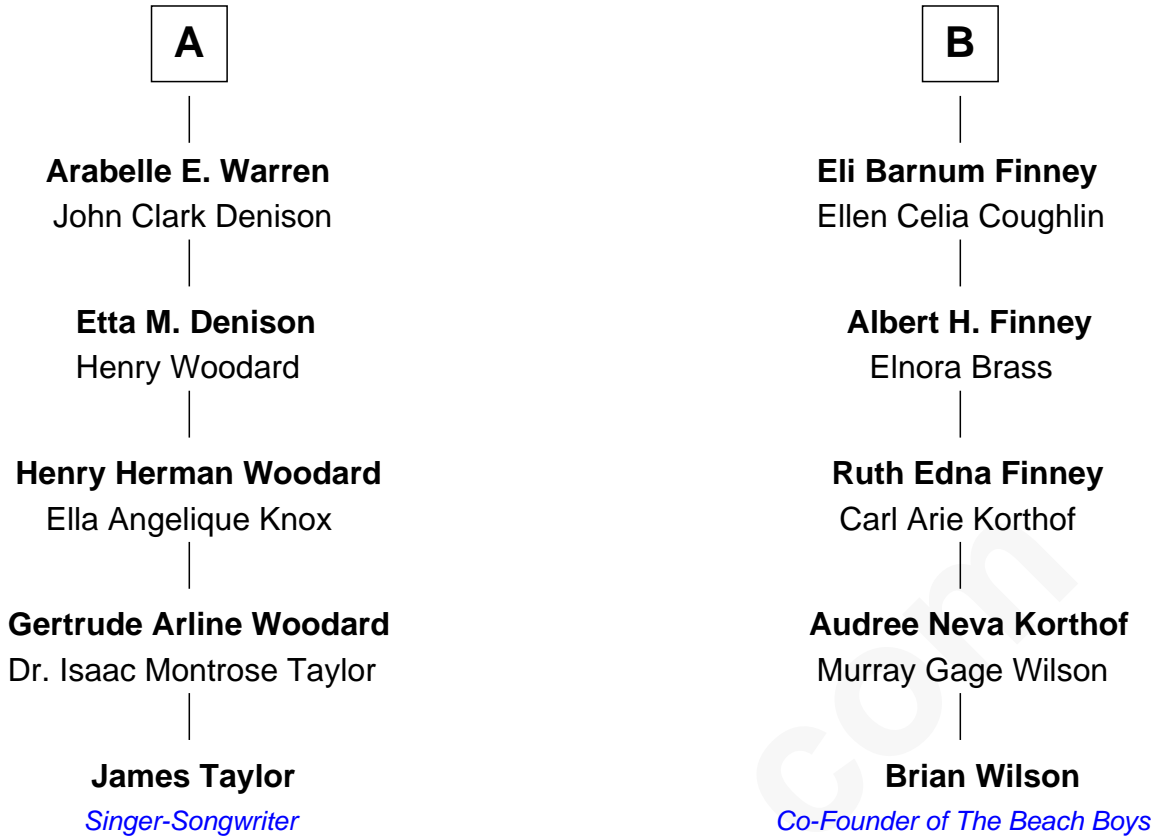 A
Arabelle E. Warren
John Clark Denison
Etta M. Denison
Henry Woodard
Henry Herman Woodard
Ella Angelique Knox
Gertrude Arline Woodard
Dr. Isaac Montrose Taylor
James Taylor
Singer-Songwriter
B
Eli Barnum Finney
Ellen Celia Coughlin
Albert H. Finney
Elnora Brass
Ruth Edna Finney
Carl Arie Korthof
Audree Neva Korthof
Murray Gage Wilson
Brian Wilson
Co-Founder of The Beach Boys
com